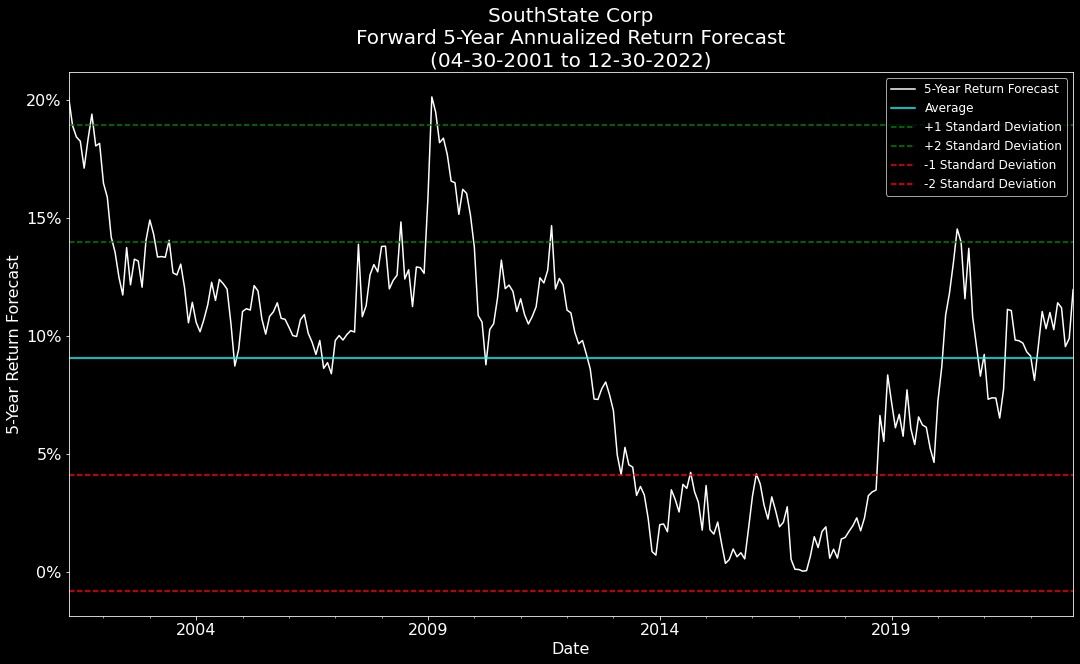 SouthState Corp
Forward 5-Year Annualized Return Forecast
(04-30-2001 to 12-30-2022)
5-Year Return Forecast
Average
+1 Standard Deviation
+2 Standard Deviation
-1 Standard Deviation
-2 Standard Deviation
5-Year Return Forecast
20%
15%
10%
5%
0%
2004
2009
2014
2019
Date